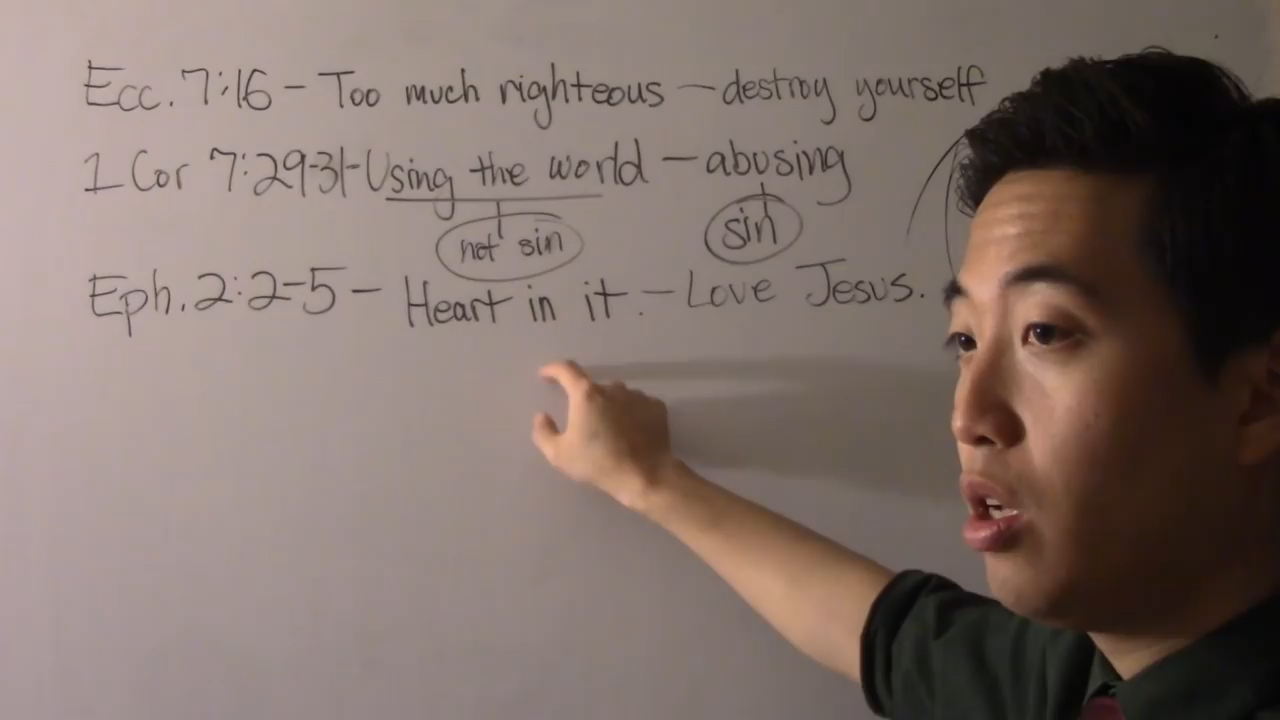 Ecc. 7:16 - Too much righteous - destroy yourself
1 Cor 7:29-31 - Using the world - abusing
not sin sin
Eph. 2:2-5 - Heart in it. - Love Jesus.